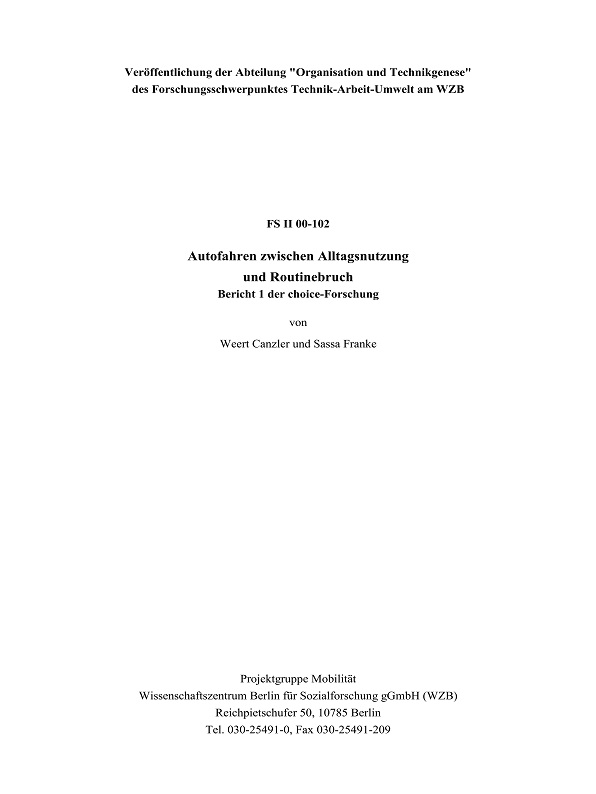 Veröffentlichung der Abteilung "Organisation und Technikgenese"
des Forschungsschwerpunktes Technik-Arbeit-Umwelt am WZB
FS II 00-102
Autofahren zwischen Alltagsnutzung
und Routinebruch
Bericht 1 der choice-Forschung
von
Weert Canzler und Sassa Franke
Projektgruppe Mobilität
Wissenschaftszentrum Berlin für Sozialforschung gGmbH (WZB)
Reichpietschufer 50, 10785 Berlin
Tel. 030-25491-0, Fax 030-25491-209